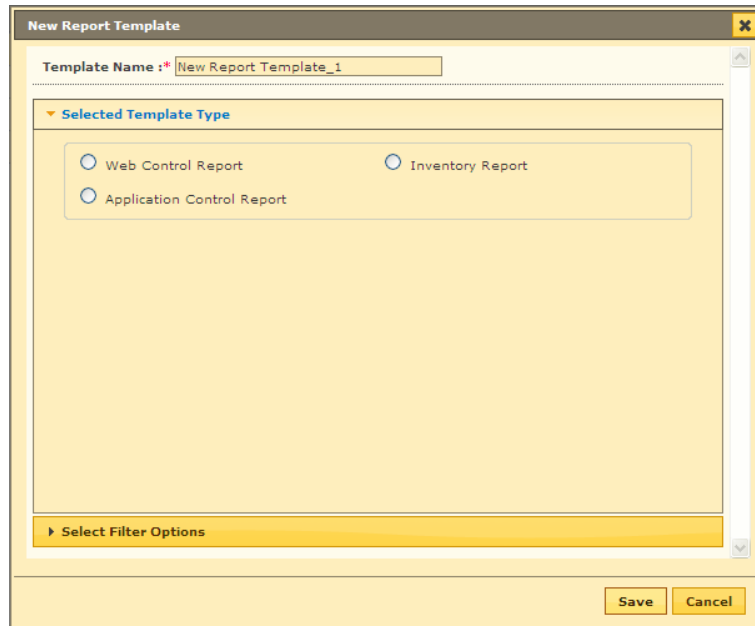 New Report Template
Template Name :* New Report Template_1
Selected Template Type
Web Control Report Inventory Report
Application Control Report
Select Filter Options
Save Cancel